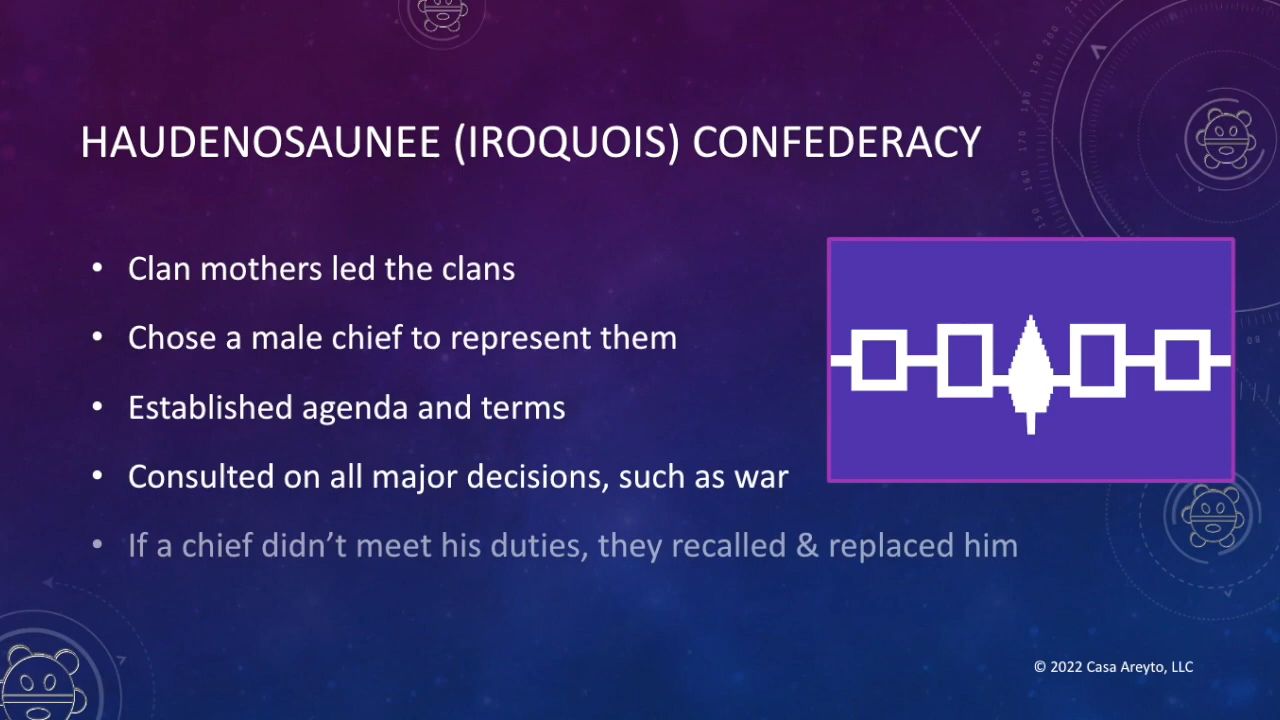 HAUDENOSAUNEE (IROQUOIS) CONFEDERACY
• Clan mothers led the clans
• Chose a male chief to represent them
• Established agenda and terms
• Consulted on all major decisions, such as war
• If a chief didn’t meet his duties, they recalled & replaced him
© 2022 Casa Areyto, LLC